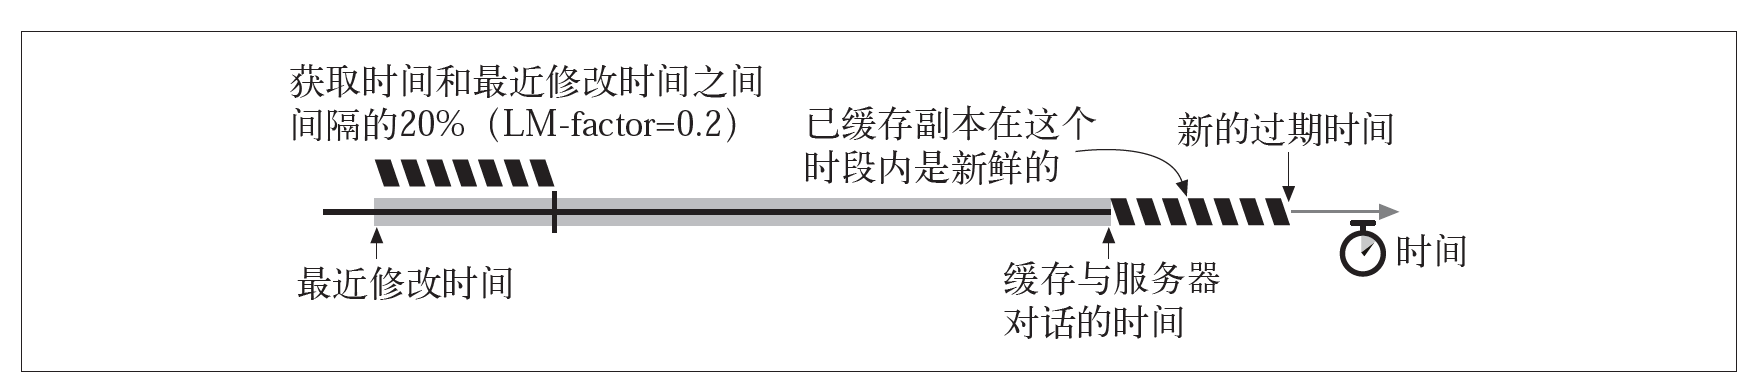 获取时间和最近修改时间之间
间隔的20%（LM-factor=0.2）
已缓存副本在这个
时段内是新鲜的
新的过期时间
最近修改时间
缓存与服务器
对话的时间
时间